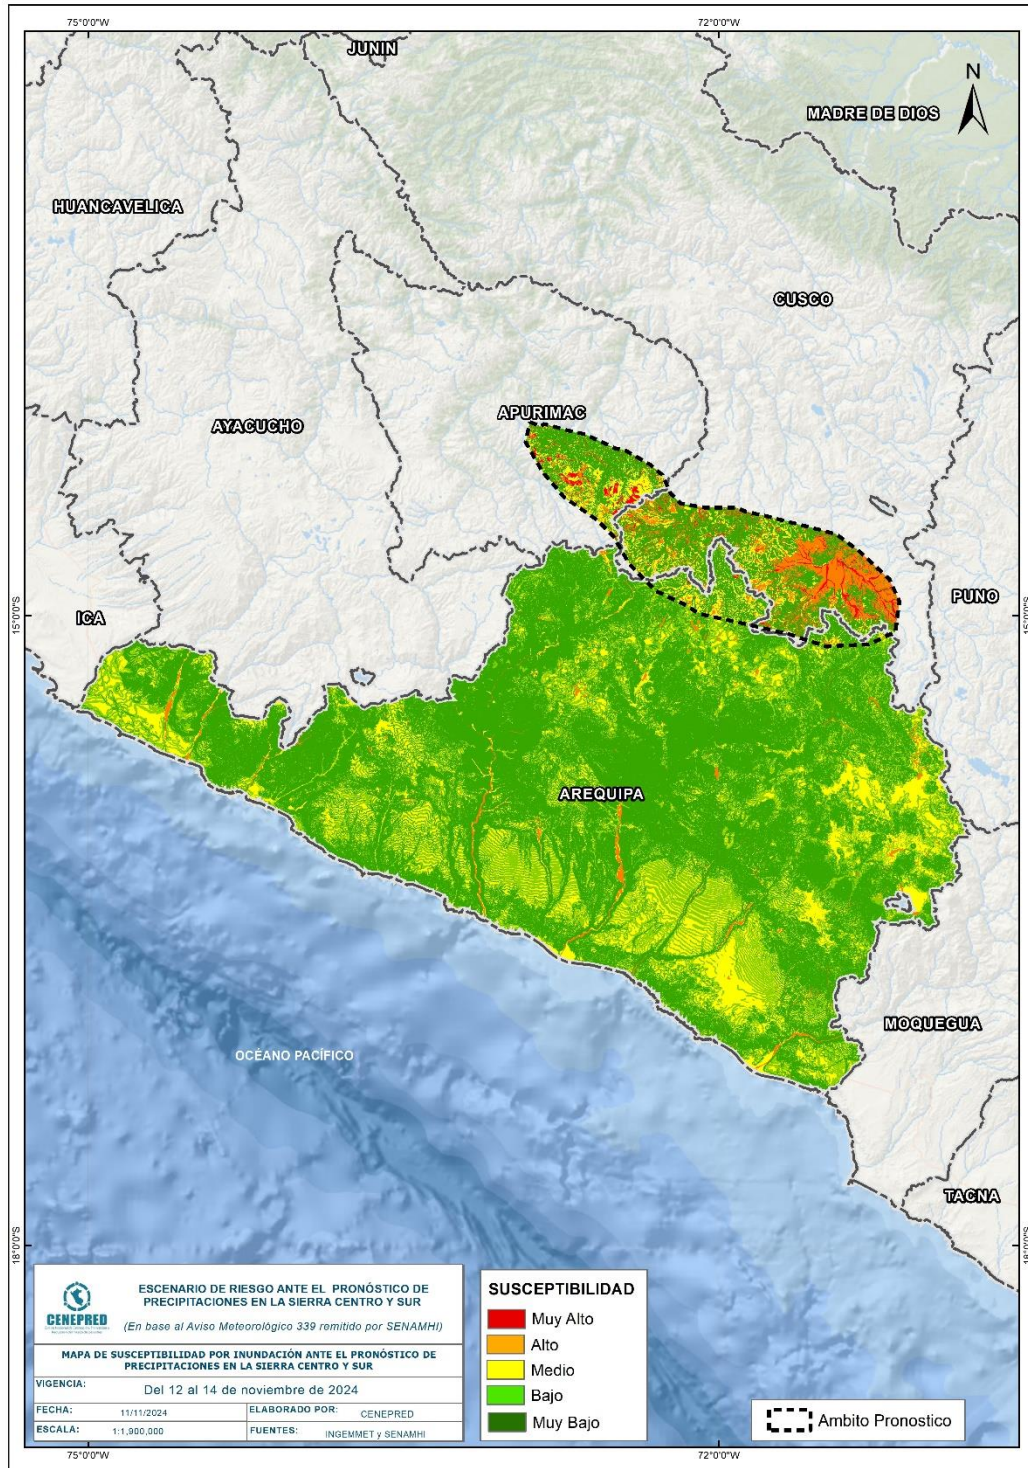 75°0'0"W
72°0'0"W
JUNIN
N
MADRE DE DIOS
HUANCAVELICA
CUSCO
APURIMAC
AYACUCHO
PUNO
ICA
15°0'0"S
15°0'0"S
AREQUIPA
MOQUEGUA
OCÉANO PACÍFICO
TACNA
18°0'0"S
18°0'0"S
CENEPRED
ESCENARIO DE RIESGO ANTE EL PRONÓSTICO DE
PRECIPITACIONES EN LA SIERRA CENTRO Y SUR
(En base al Aviso Meteorológico 339 remitido por SENAMHI)
MAPA DE SUSCEPTIBILIDAD POR INUNDACIÓN ANTE EL PRONÓSTICO DE
PRECIPITACIONES EN LA SIERRA CENTRO Y SUR
VIGENCIA: Del 12 al 14 de noviembre de 2024
FECHA: 11/11/2024 ELABORADO POR: CENEPRED
ESCALA: 1:1,900,000 FUENTES: INGEMMET y SENAMHI
SUSCEPTIBILIDAD
Muy Alto
Alto
Medio
Bajo
Muy Bajo
Ambito Pronostico
75°0'0"W
72°0'0"W